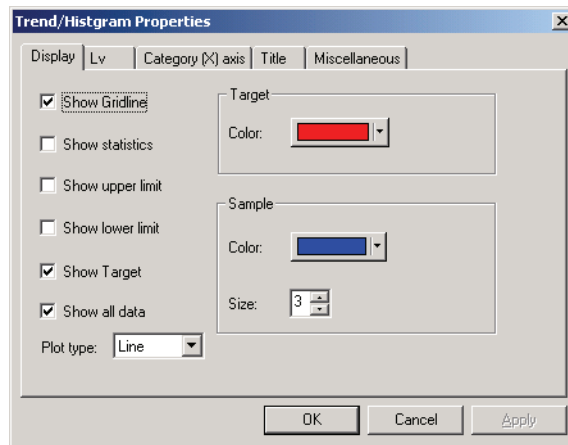 Trend/Histgram Properties
Display Lv Category (X) axis Title Miscellaneous
Show Gridline
Show statistics
Show upper limit
Show lower limit
Show Target
Show all data
Plot type: Line
Target
Color:
Sample
Color:
Size: 3
OK Cancel Apply